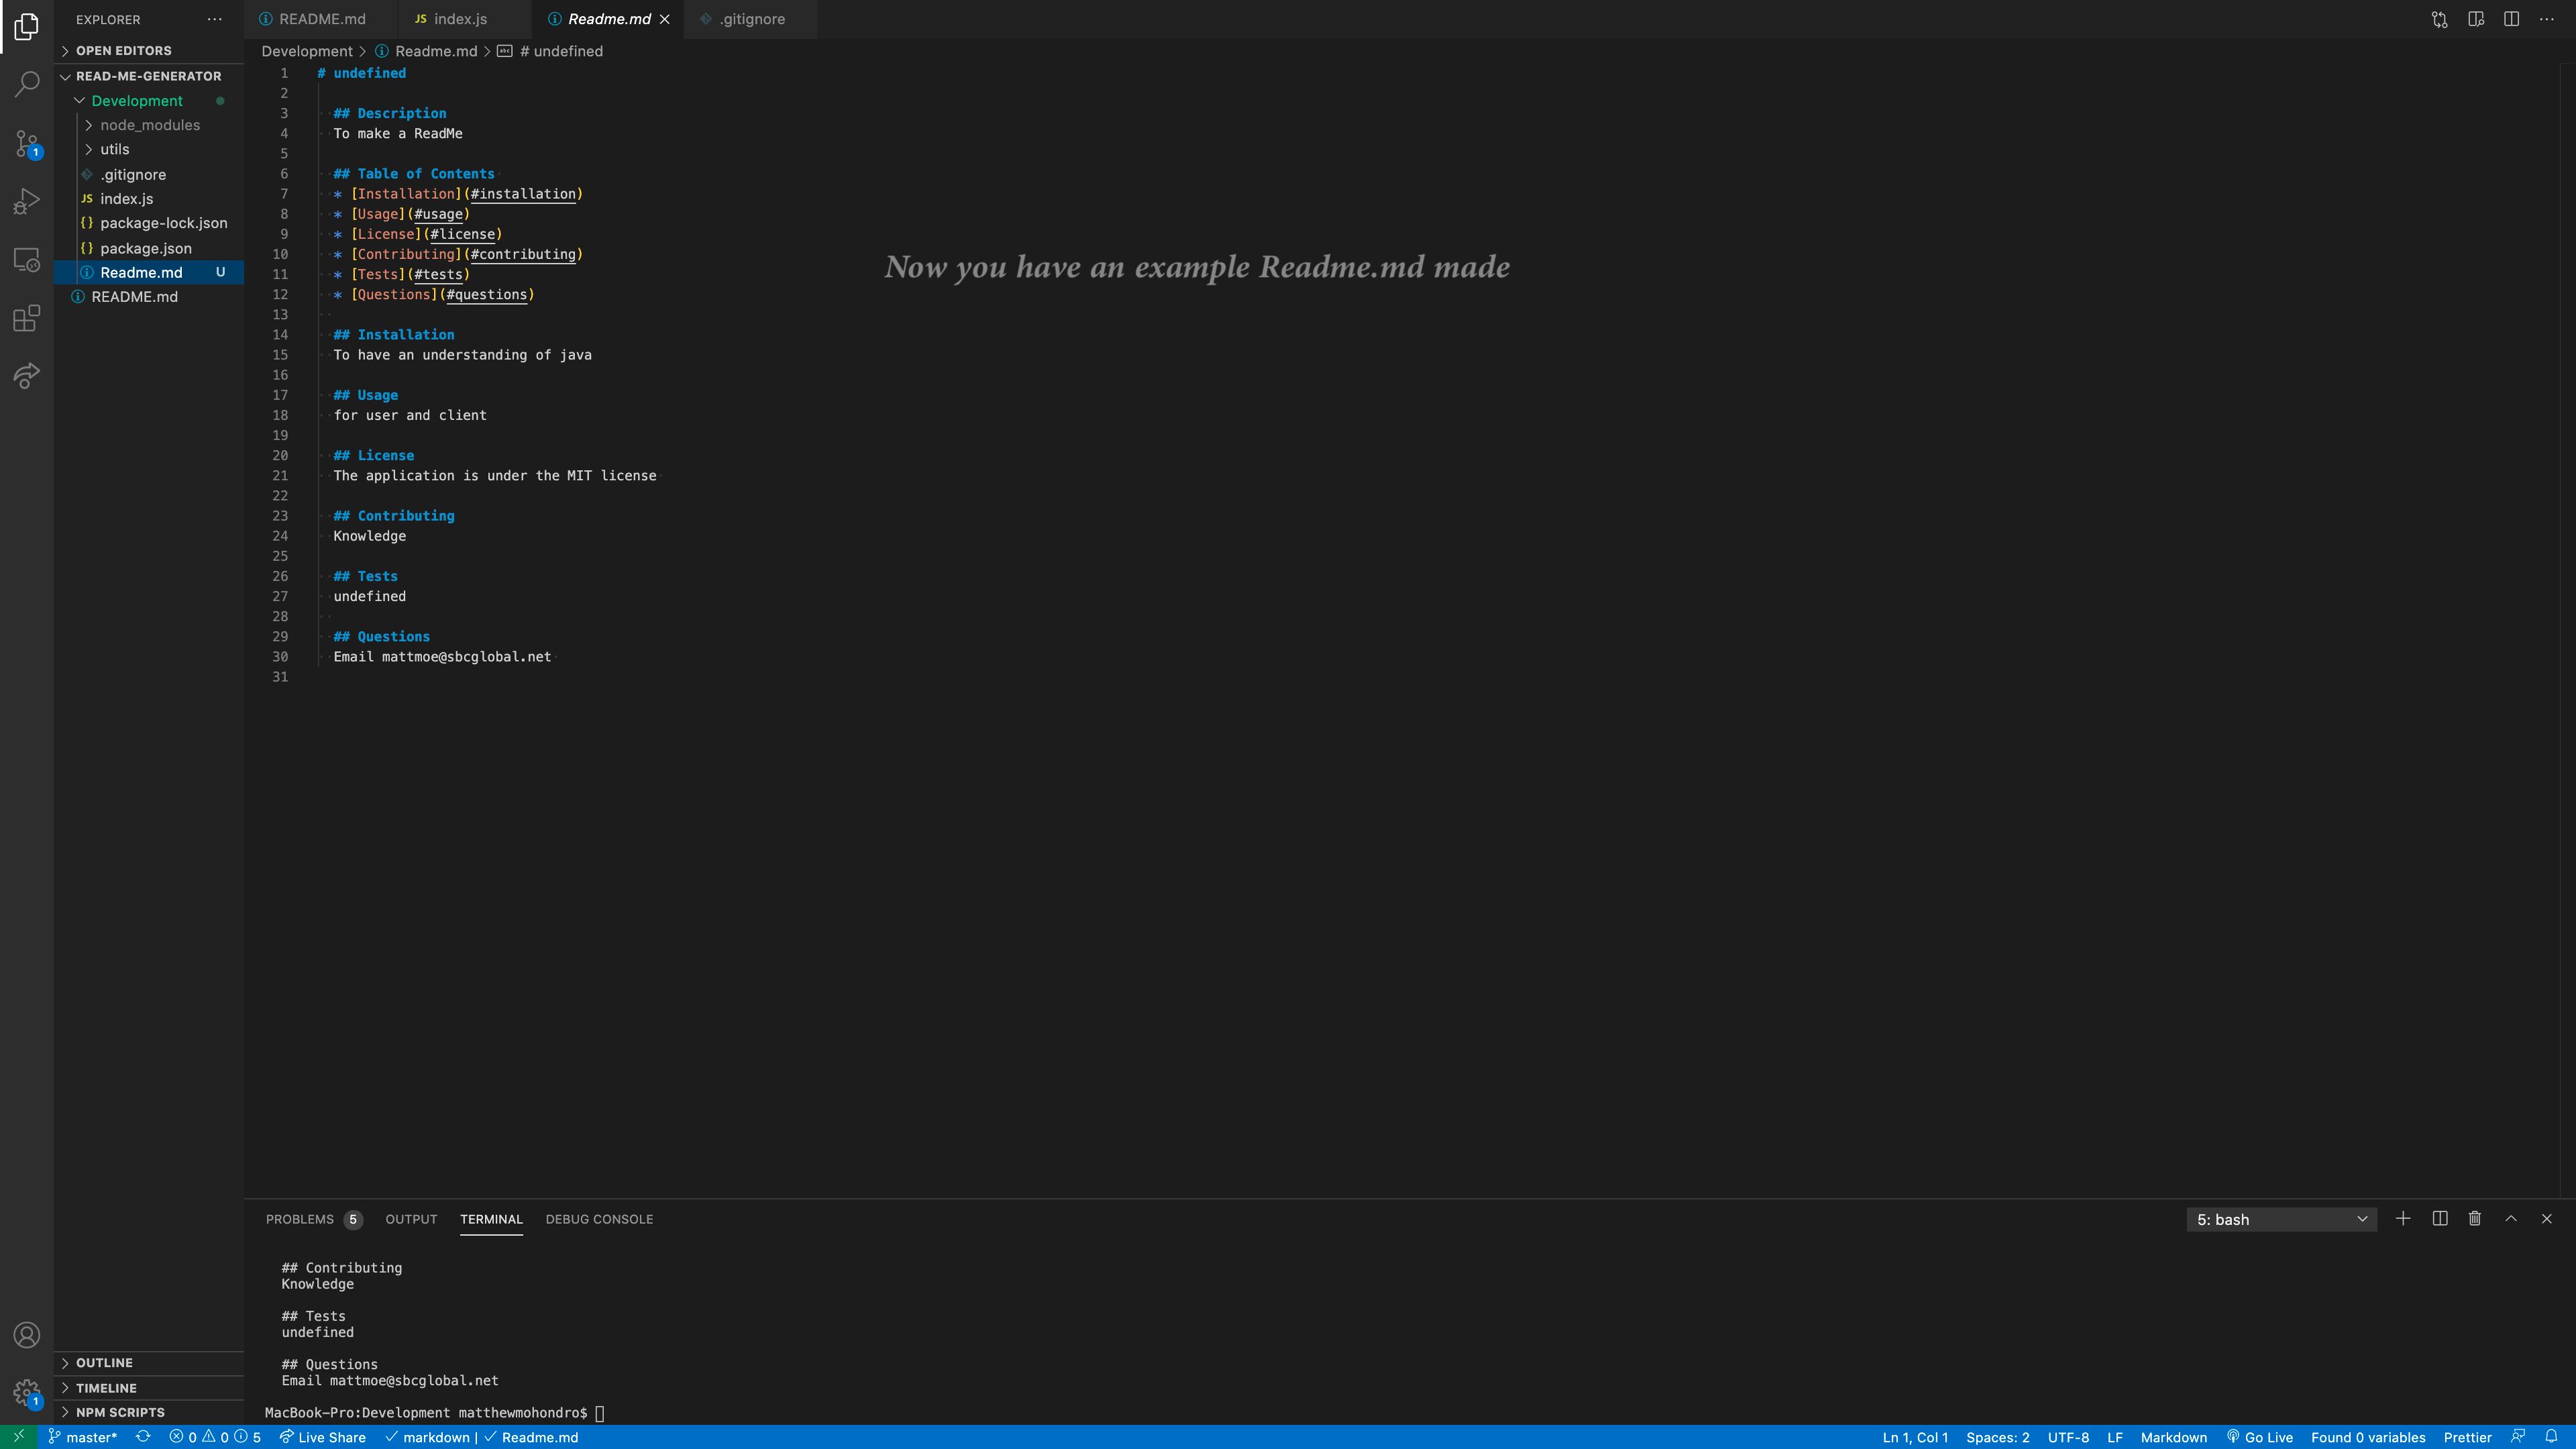 EXPLORER
OPEN EDITORS
READ-ME-GENERATOR
Development
node_modules
utils
.gitignore
JS index.js
{} package-lock.json
{} package.json
Readme.md U
README.md
OUTLINE
TIMELINE
NPM SCRIPTS
1
1
README.md JS index.js Readme.md .gitignore
Development > Readme.md > # undefined
1 # undefined
2
3 ## Description
4 To make a ReadMe
5
6 ## Table of Contents
7 * [Installation](#installation)
8 * [Usage](#usage)
9 * [License](#license)
10 * [Contributing](#contributing)
11 * [Tests](#tests)
12 * [Questions](#questions)
13
14 ## Installation
15 To have an understanding of java
16
17 ## Usage
18 for user and client
19
20 ## License
21 The application is under the MIT license
22
23 ## Contributing
24 Knowledge
25
26 ## Tests
27 undefined
28
29 ## Questions
30 Email mattmoe@sbcglobal.net
31
Now you have an example Readme.md made
PROBLEMS 5 OUTPUT TERMINAL DEBUG CONSOLE 5: bash
## Contributing
Knowledge
## Tests
undefined
## Questions
Email mattmoe@sbcglobal.net
MacBook-Pro:Development matthewmohondro$
master* 0 0 5 Live Share markdown | Readme.md Ln 1, Col 1 Spaces: 2 UTF-8 LF Markdown Go Live Found 0 variables Prettier